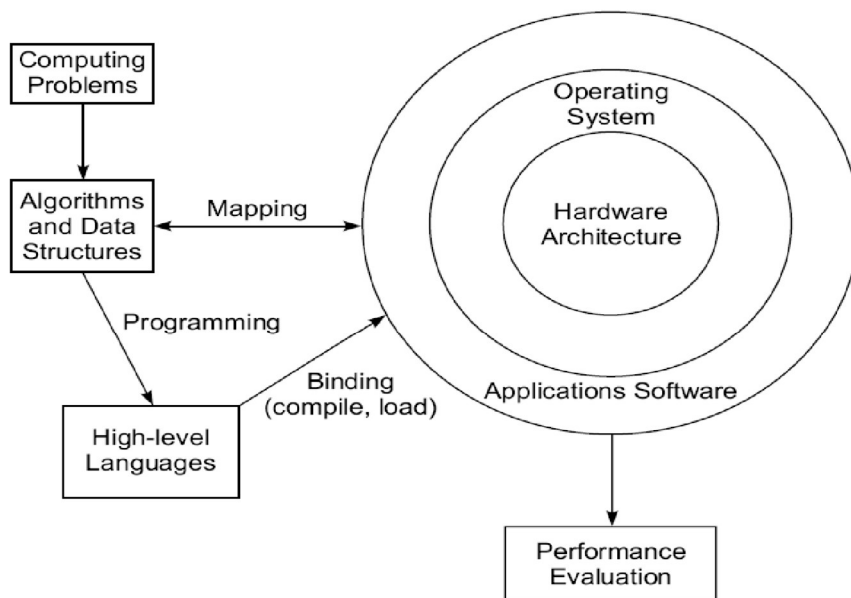 Computing
Problems
Algorithms
and Data
Structures
Mapping
Programming
High-level
Languages
Binding
(compile, load)
Operating
System
Hardware
Architecture
Applications Software
Performance
Evaluation